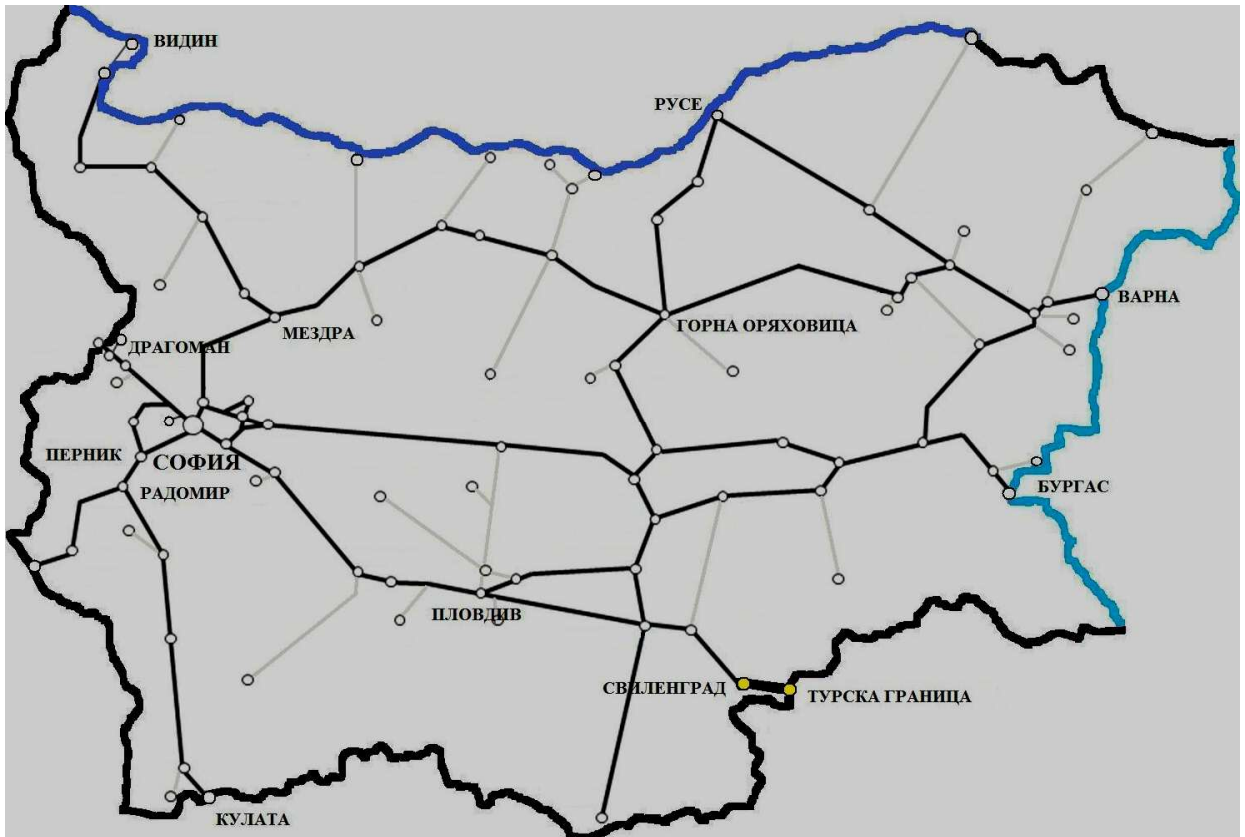 ВИДИН
РУСЕ
ВАРНА
МЕЗДРА
ГОРНА ОРЯХОВИЦА
ДРАГОМАН
ПЕРНИК
СОФИЯ
РАДОМИР
БУРГАС
ПЛОВДИВ
СВИЛЕНГРАД
ТУРСКА ГРАНИЦА
КУЛАТА